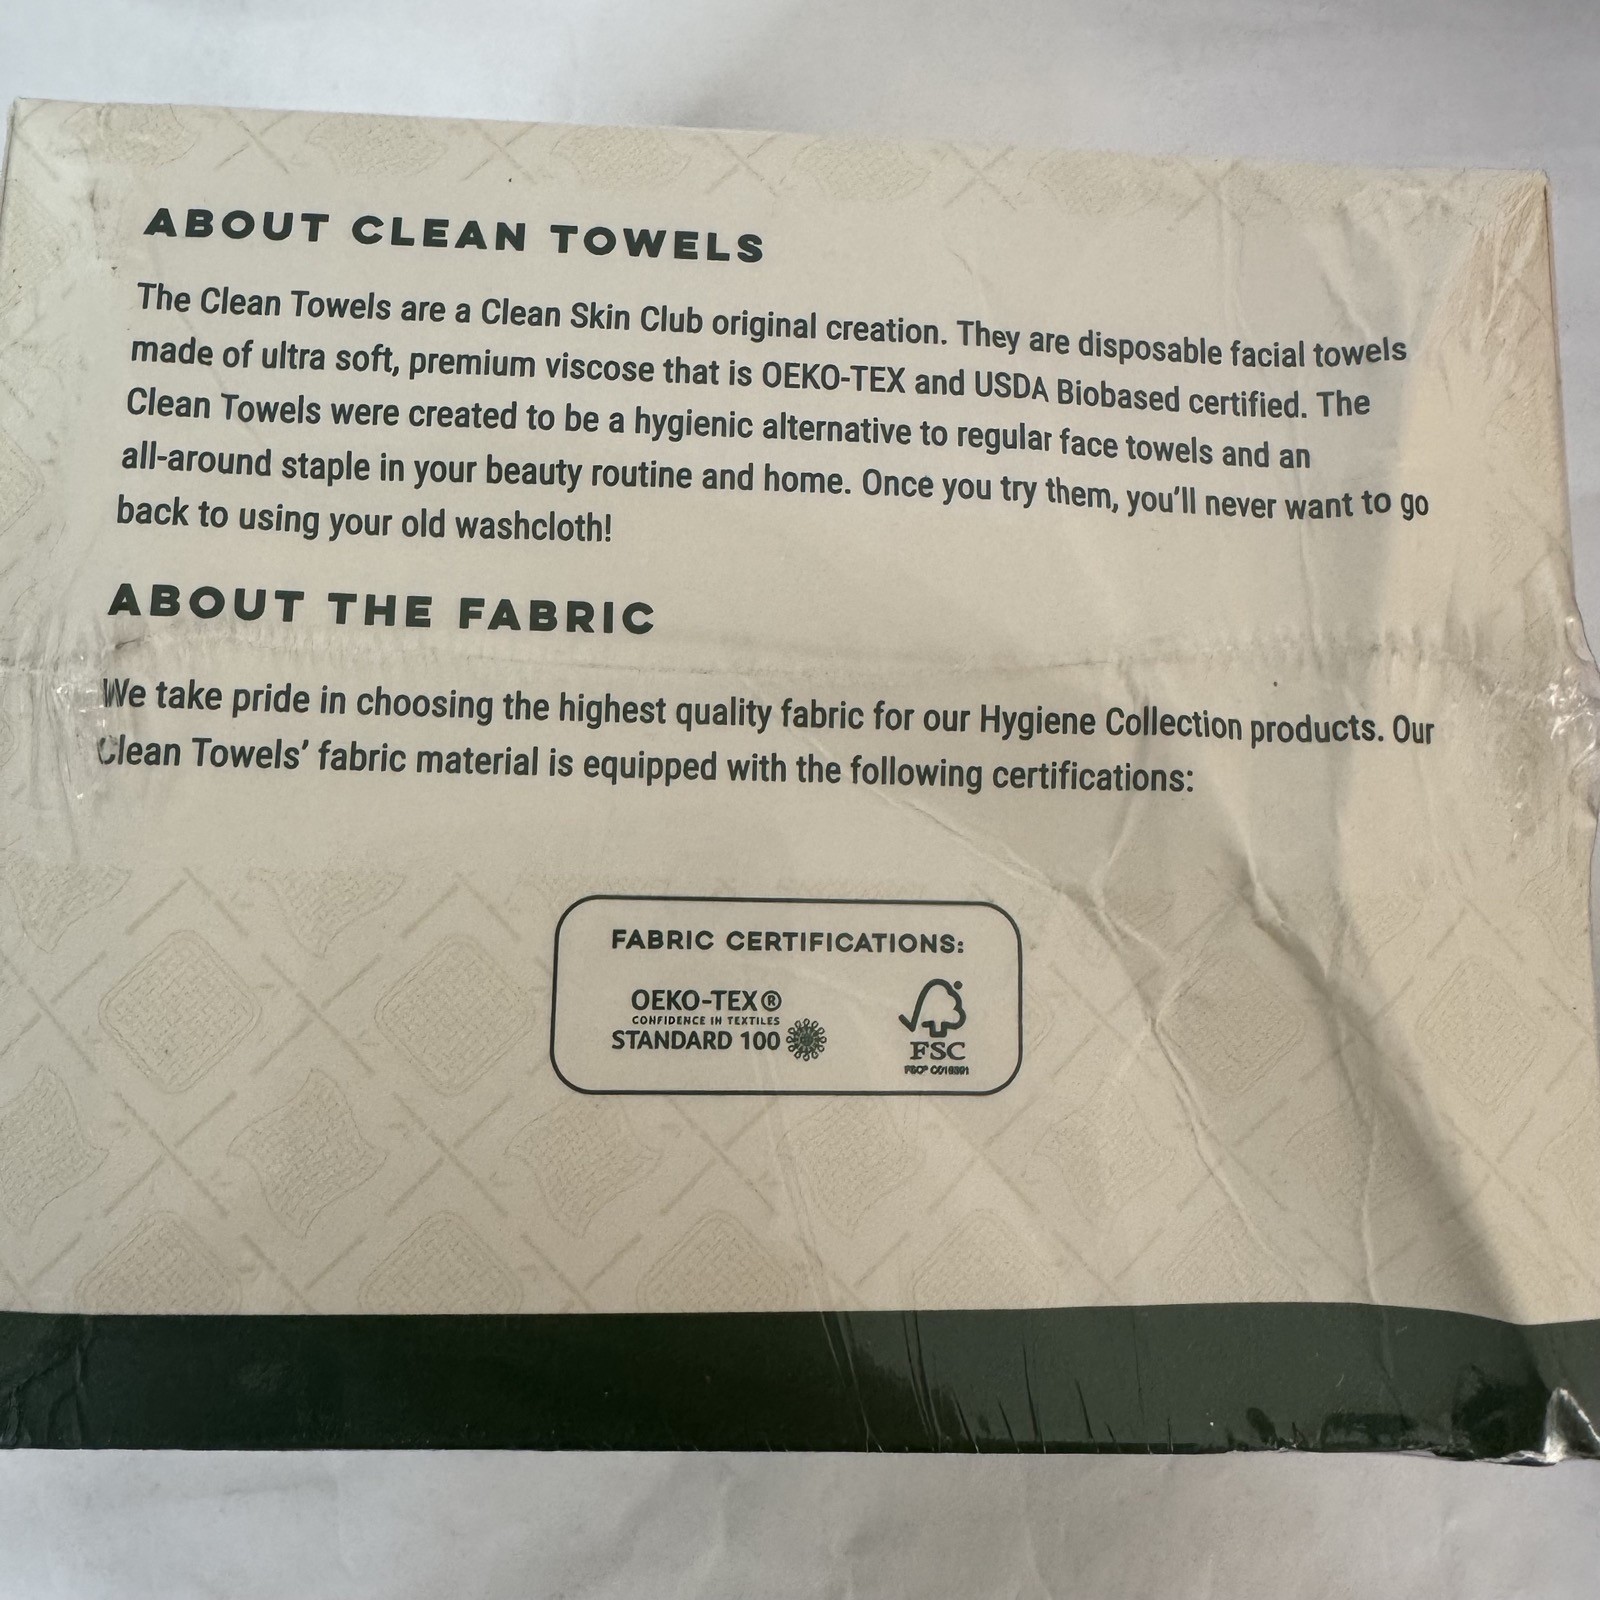 ABOUT CLEAN TOWELS
The Clean Towels are a Clean Skin Club original creation. They are disposable facial towels
made of ultra soft, premium viscose that is OEKO-TEX and USDA Biobased certified. The
Clean Towels were created to be a hygienic alternative to regular face towels and an
all-around staple in your beauty routine and home. Once you try them, you'll never want to go
back to using your old washcloth!
ABOUT THE FABRIC
We take pride in choosing the highest quality fabric for our Hygiene Collection products. Our
Clean Towels' fabric material is equipped with the following certifications:
FABRIC CERTIFICATIONS:
OEKO-TEX®
CONFIDENCE IN TEXTILES
STANDARD 100
FSC
FSC®